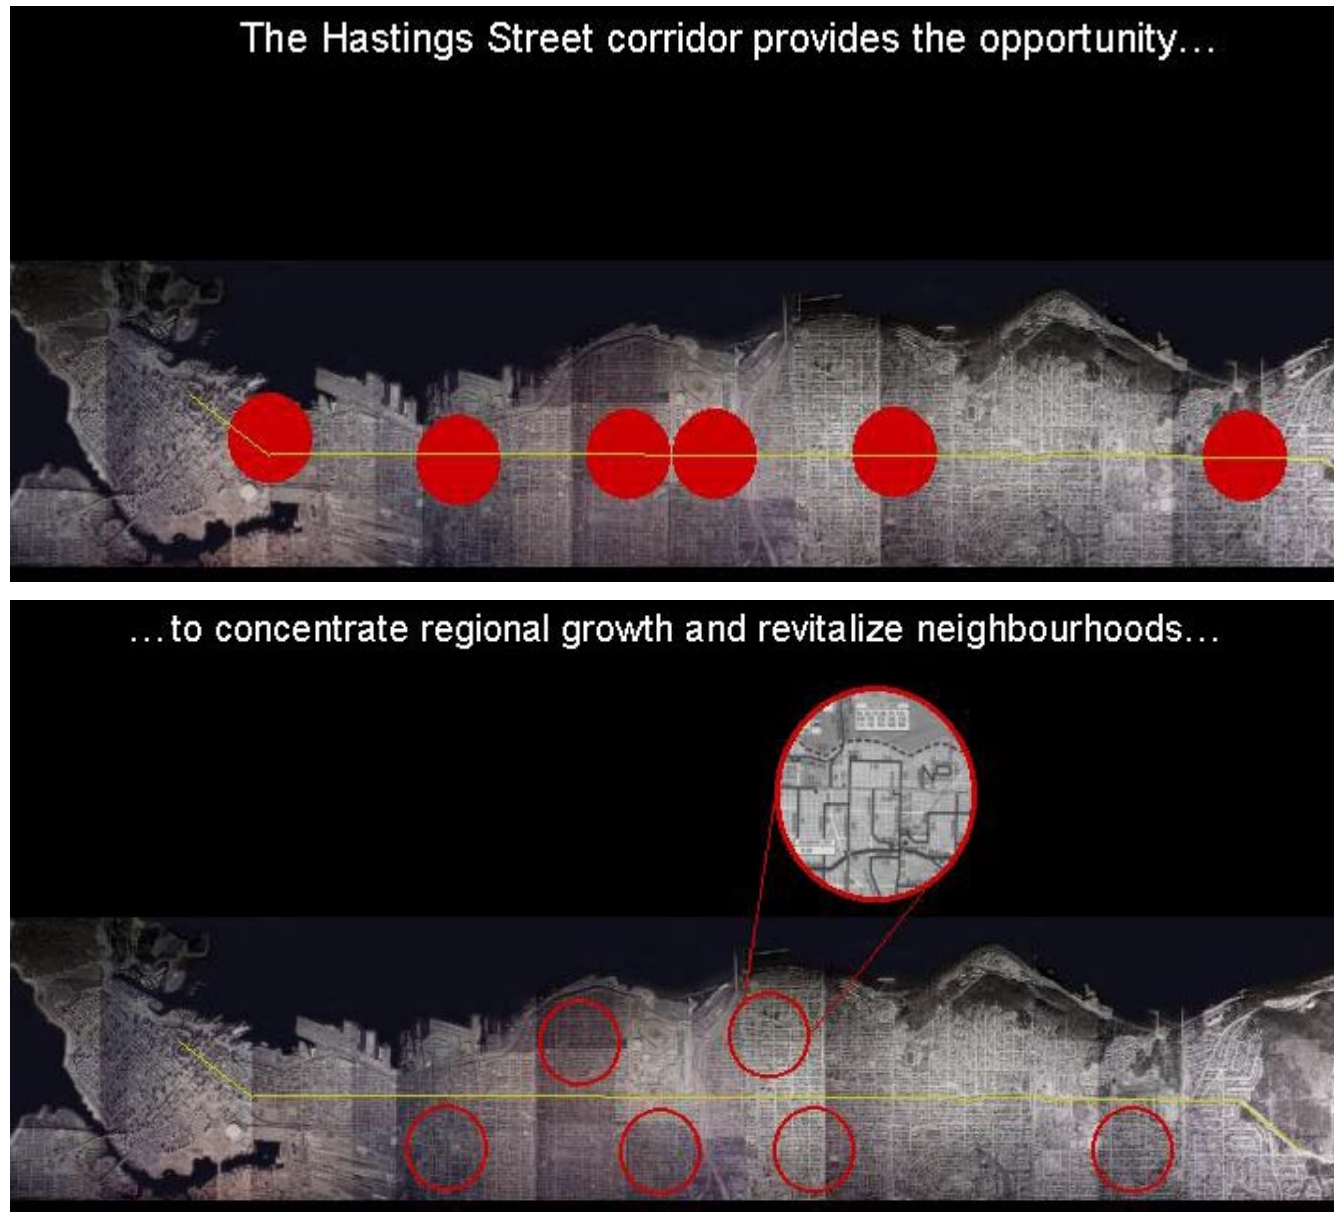 The Hastings Street corridor provides the opportunity…
…to concentrate regional growth and revitalize neighbourhoods…